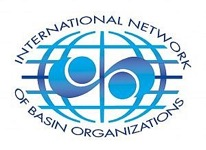 INTERNATIONAL NETWORK
OF BASIN ORGANIZATIONS